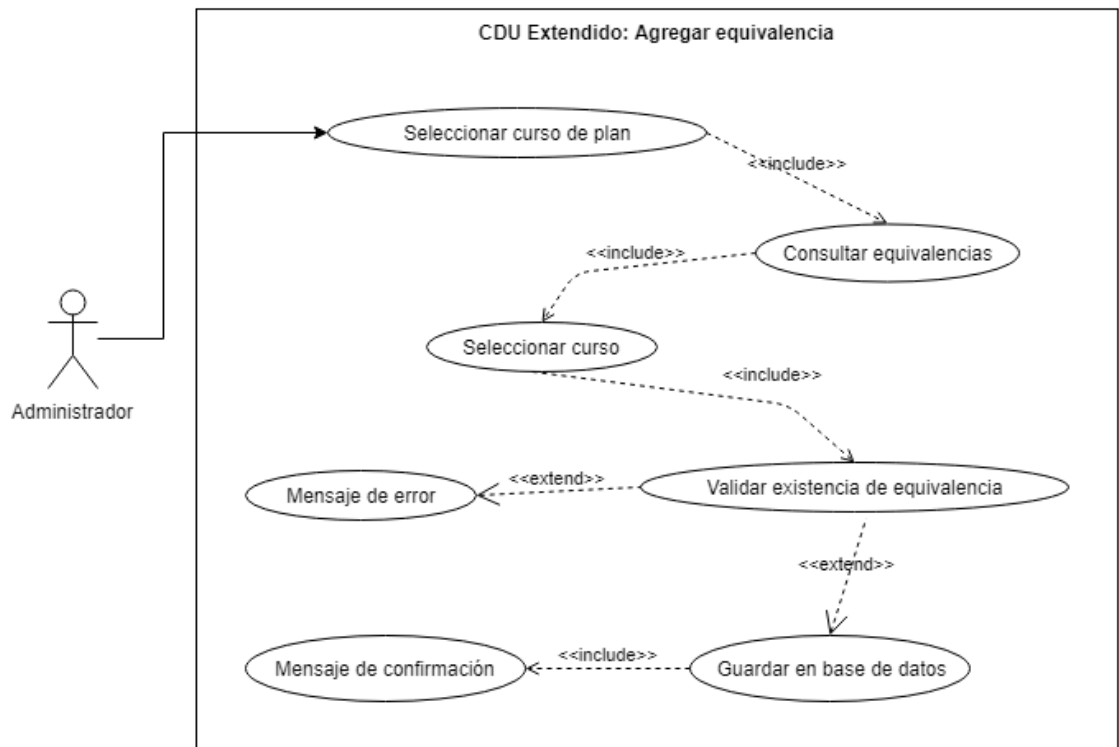 CDU Extendido: Agregar equivalencia
Seleccionar curso de plan
<<include>>
Consultar equivalencias
<<include>>
Seleccionar curso
<<include>>
Administrador
Validar existencia de equivalencia
<<extend>>
Mensaje de error
<<extend>>
Guardar en base de datos
<<include>>
Mensaje de confirmación